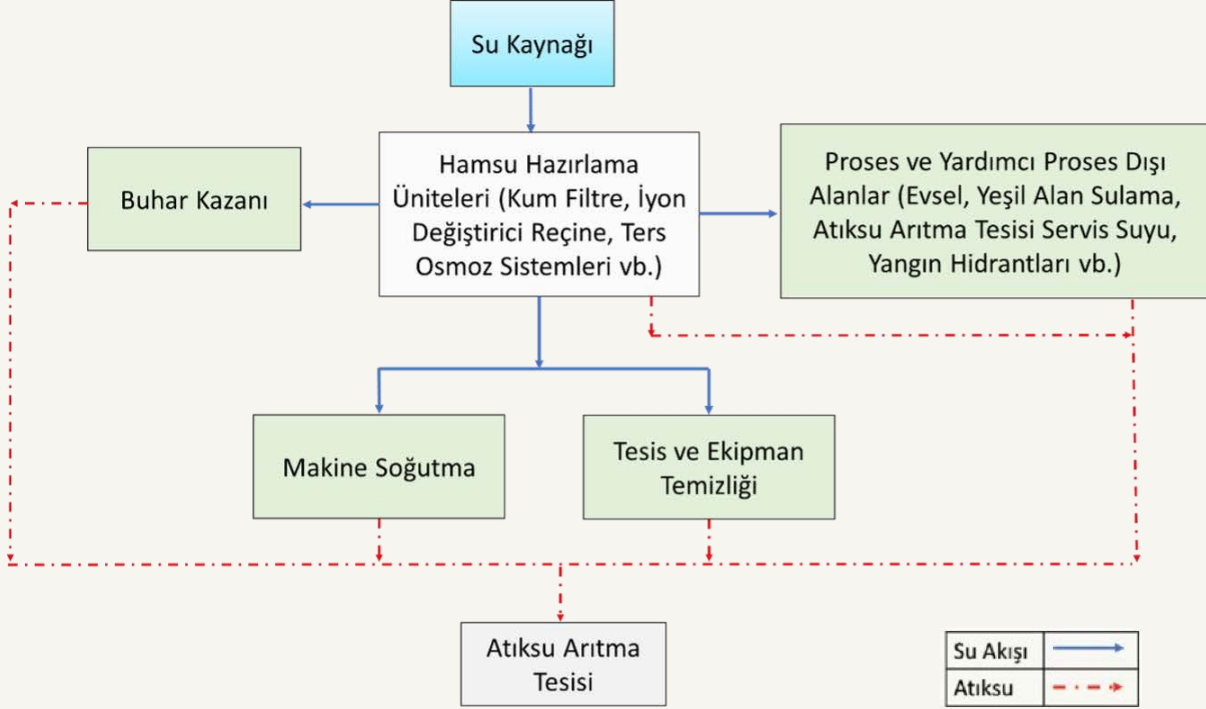 Su Kaynağı
Hamsu Hazırlama
Üniteleri (Kum Filtre, İyon
Değiştirici Reçine, Ters
Osmoz Sistemleri vb.)
Buhar Kazanı
Proses ve Yardımcı Proses Dışı
Alanlar (Evsel, Yeşil Alan Sulama,
Atıksu Arıtma Tesisi Servis Suyu,
Yangın Hidrantları vb.)
Makine Soğutma
Tesis ve Ekipman
Temizliği
Atıksu Arıtma
Tesisi
Su Akışı
Atıksu